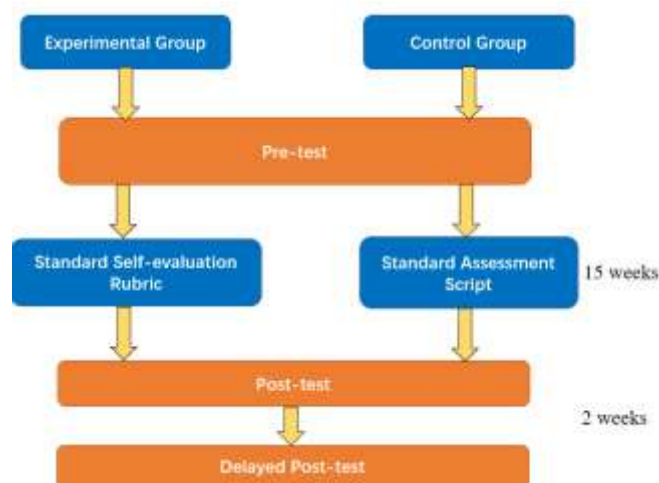 Experimental Group
Control Group
Pre-test
Standard Self-evaluation
Rubric
Standard Assessment
Script
15 weeks
Post-test
2 weeks
Delayed Post-test